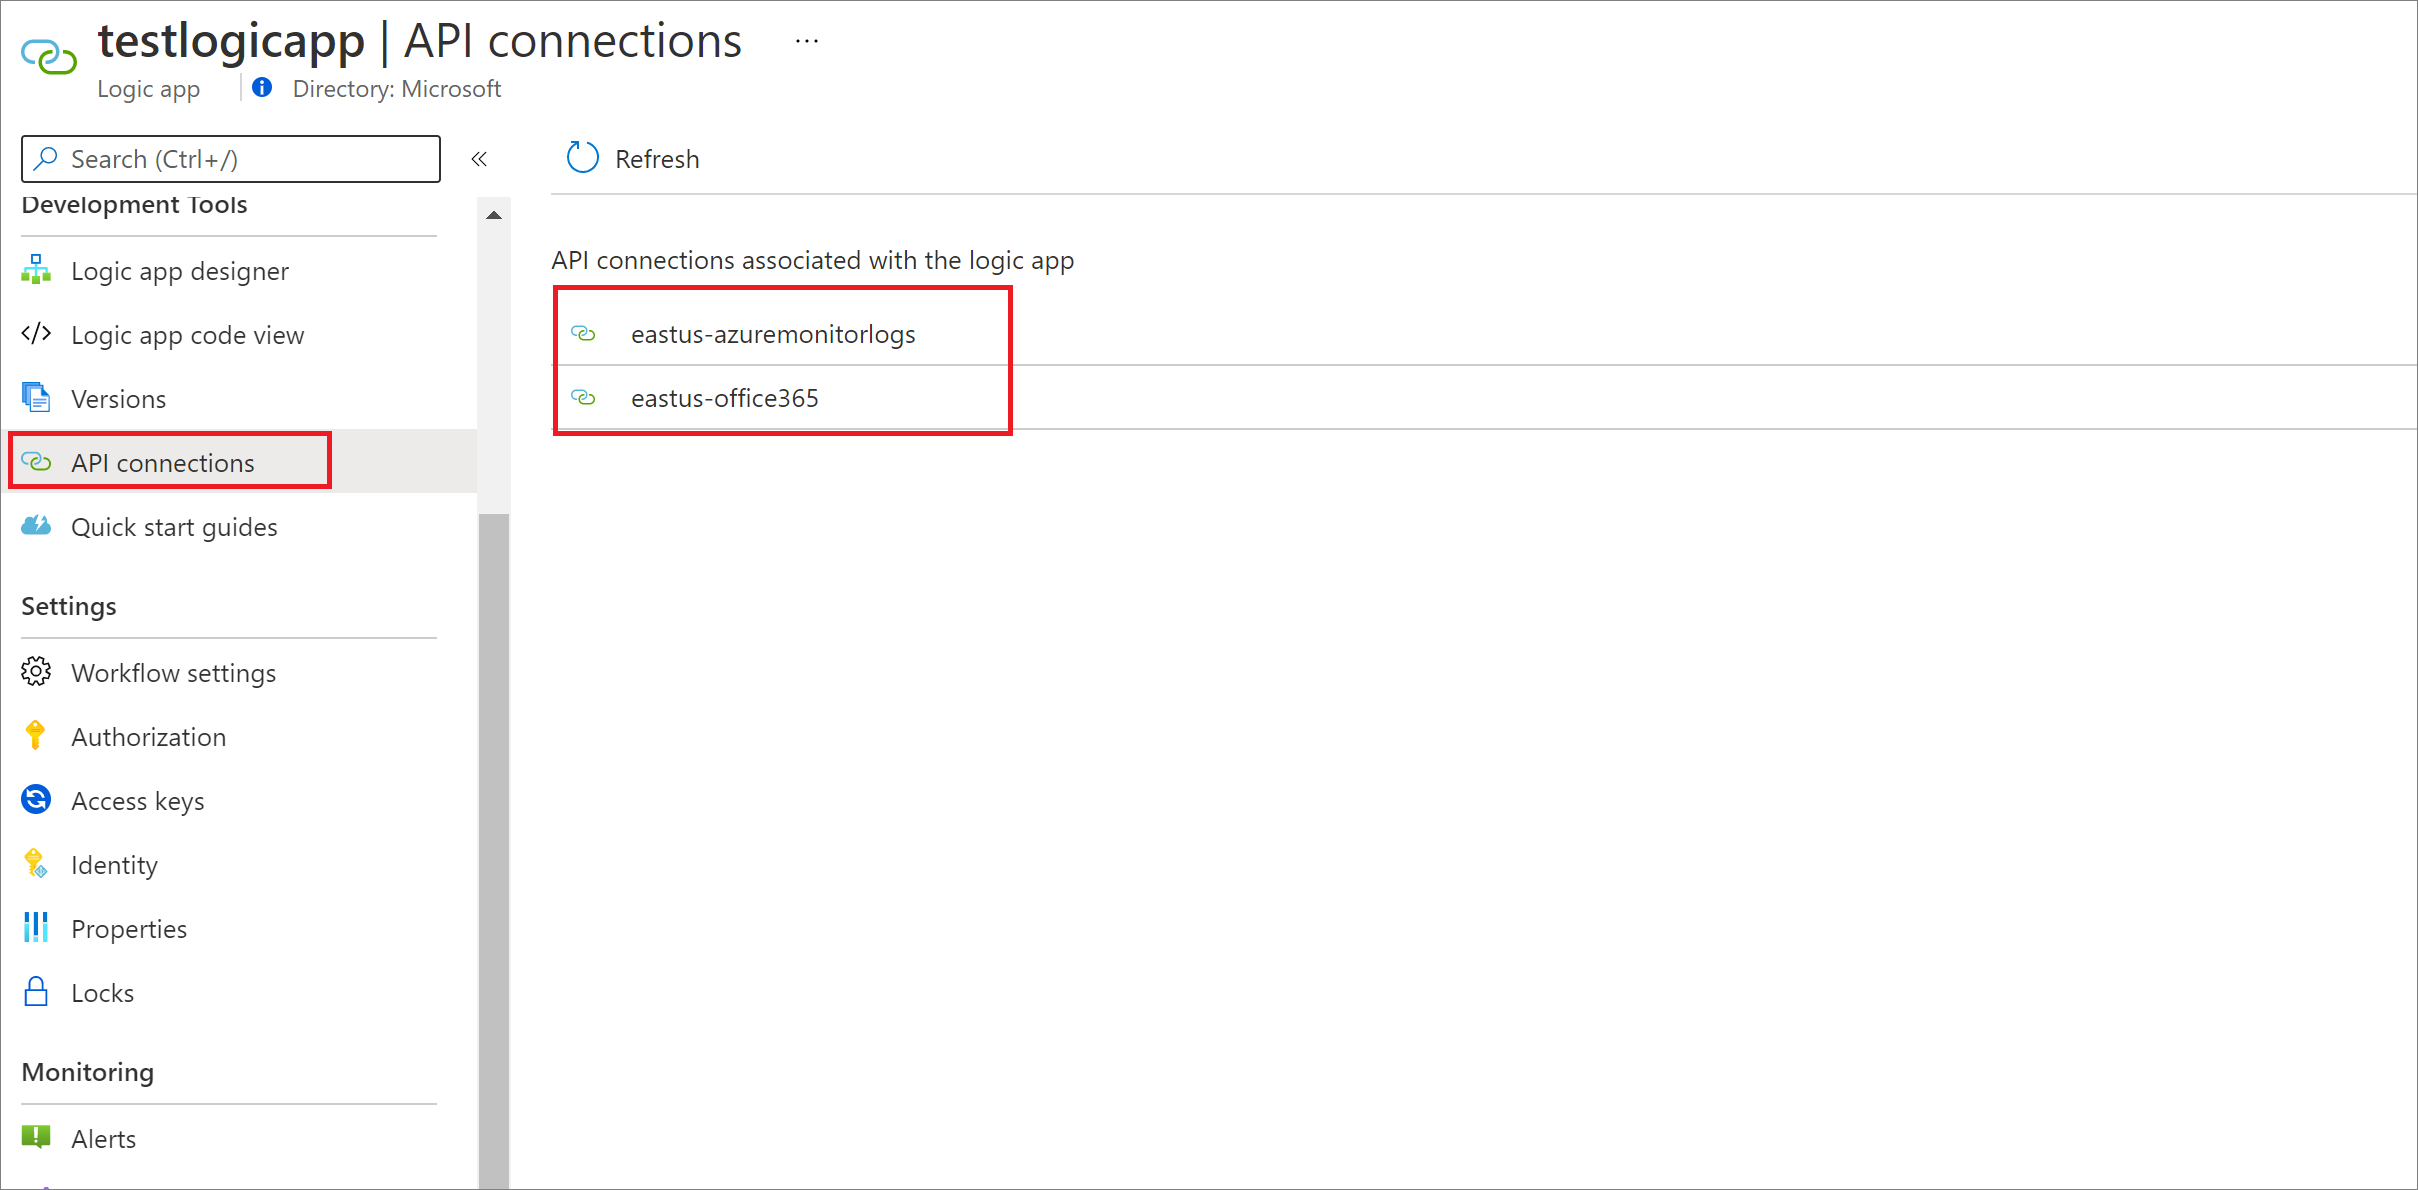 testlogicapp | API connections ...
Logic app
Directory: Microsoft
Search (Ctrl+/)
«
Refresh
Development Tools
Logic app designer
Logic app code view
Versions
API connections
Quick start guides
Settings
Workflow settings
Authorization
Access keys
Identity
Properties
Locks
Monitoring
Alerts
API connections associated with the logic app
eastus-azuremonitorlogs
eastus-office365